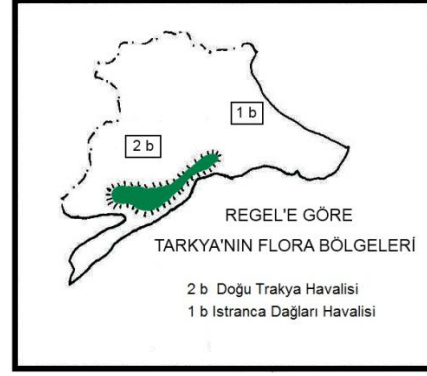 1 b
2 b
REGEL'E GÖRE
TARKYA'NIN FLORA BÖLGELERİ
2 b Doğu Trakya Havalisi
1 b Istranca Dağları Havalisi